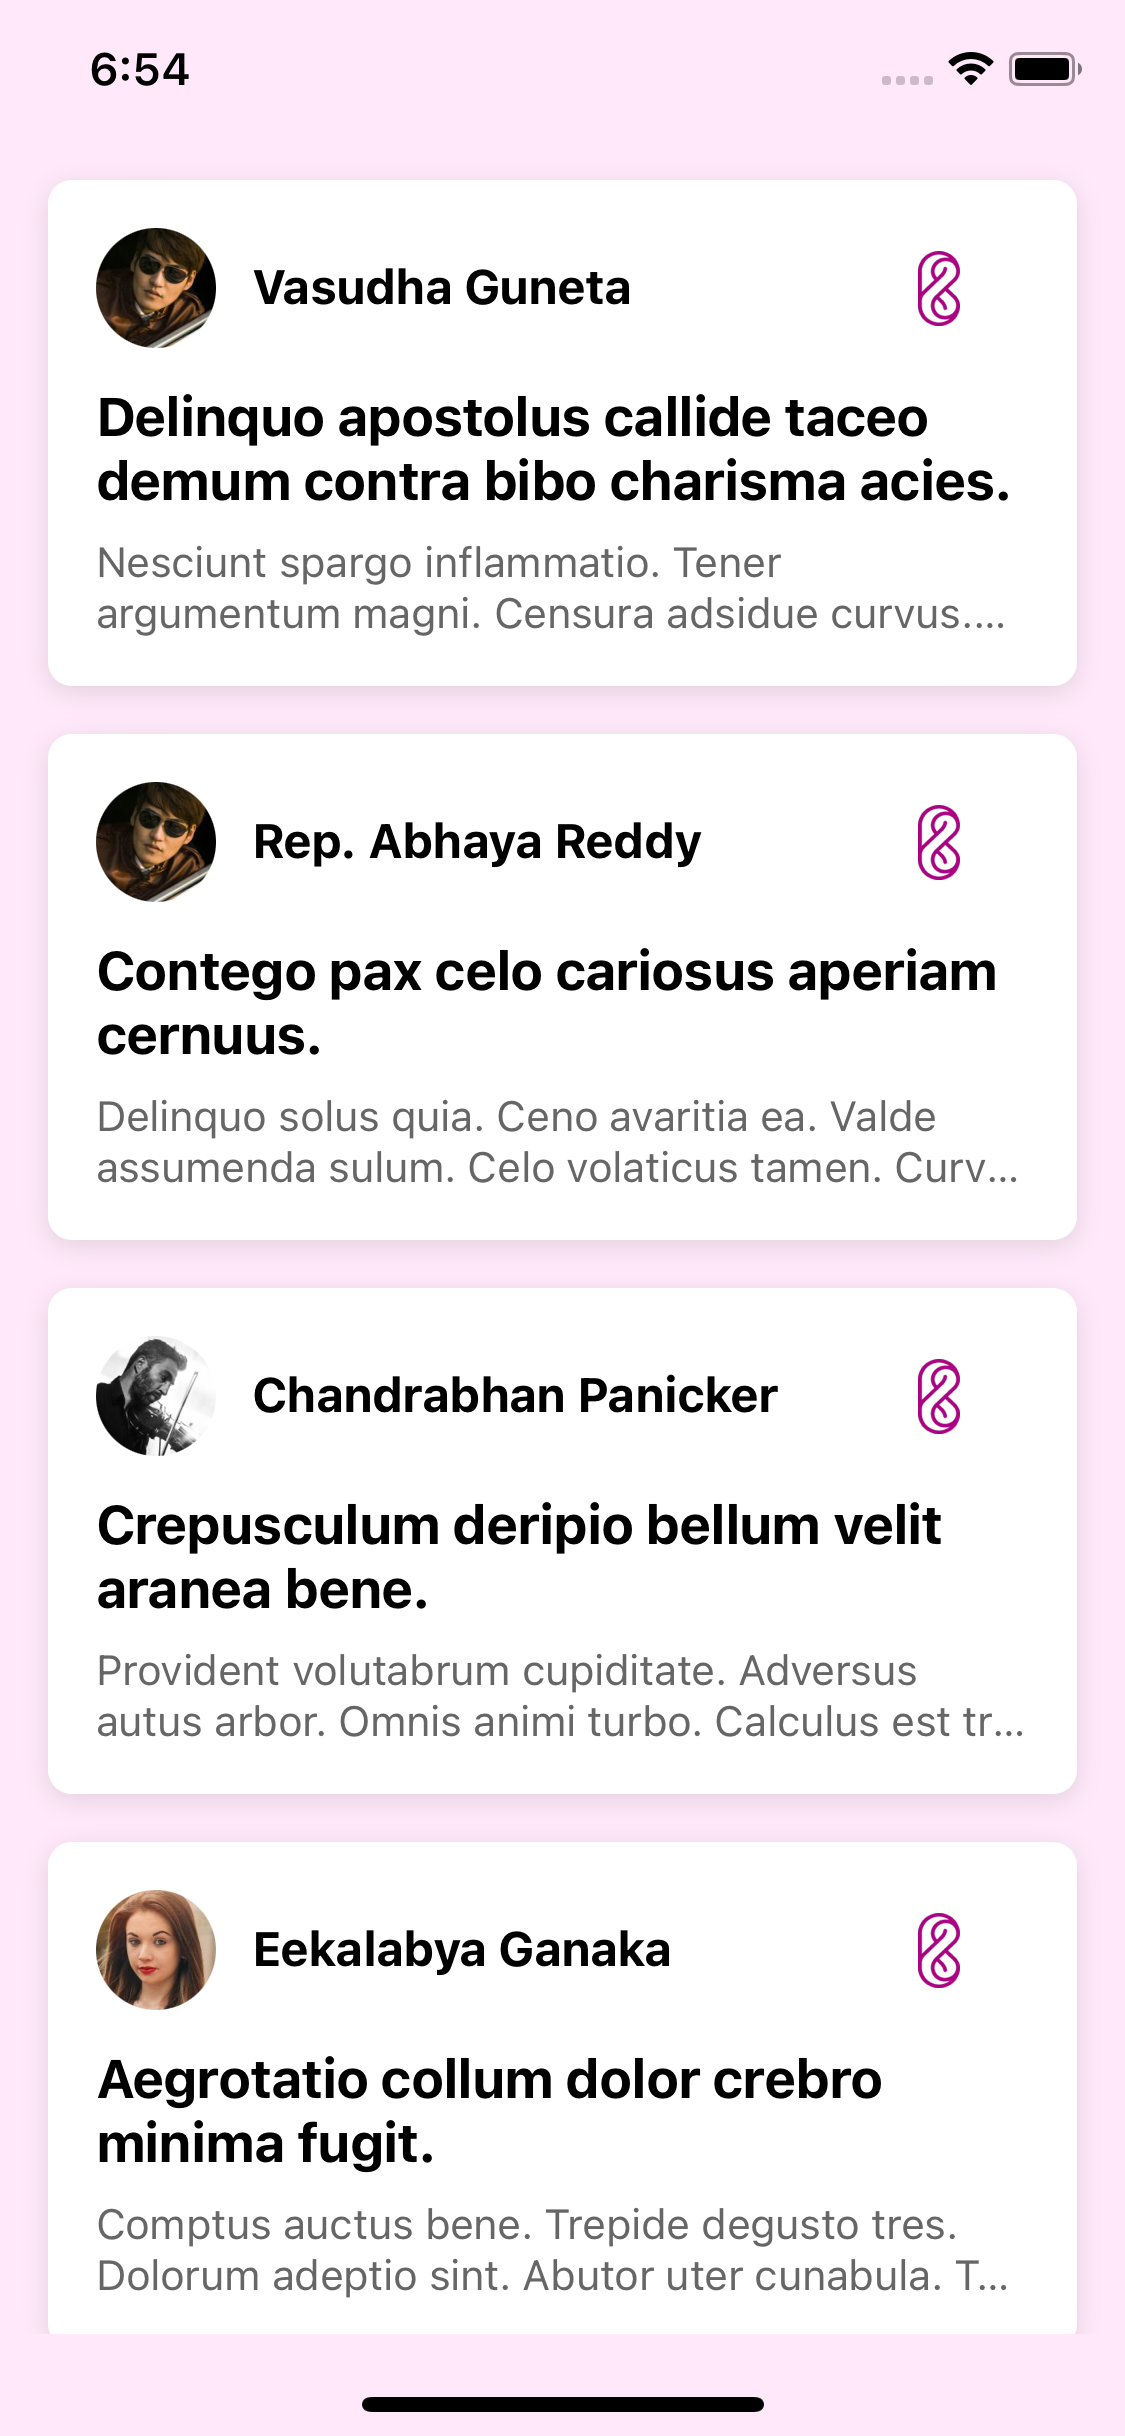 6:54
Vasudha Guneta
Delinquo apostolus callide taceo
demum contra bibo charisma acies.
Nesciunt spargo inflammatio. Tener
argumentum magni. Censura adsidue curvus....
Rep. Abhaya Reddy
Contego pax celo cariosus aperiam
cernuus.
Delinquo solus quia. Ceno avaritia ea. Valde
assumenda sulum. Celo volaticus tamen. Curv...
Chandrabhan Panicker
Crepusculum deripio bellum velit
aranea bene.
Provident volutabrum cupiditate. Adversus
autus arbor. Omnis animi turbo. Calculus est tr...
Eekalabya Ganaka
Aegrotatio collum dolor crebro
minima fugit.
Comptus auctus bene. Trepide degusto tres.
Dolorum adeptio sint. Abutor uter cunabula. T...